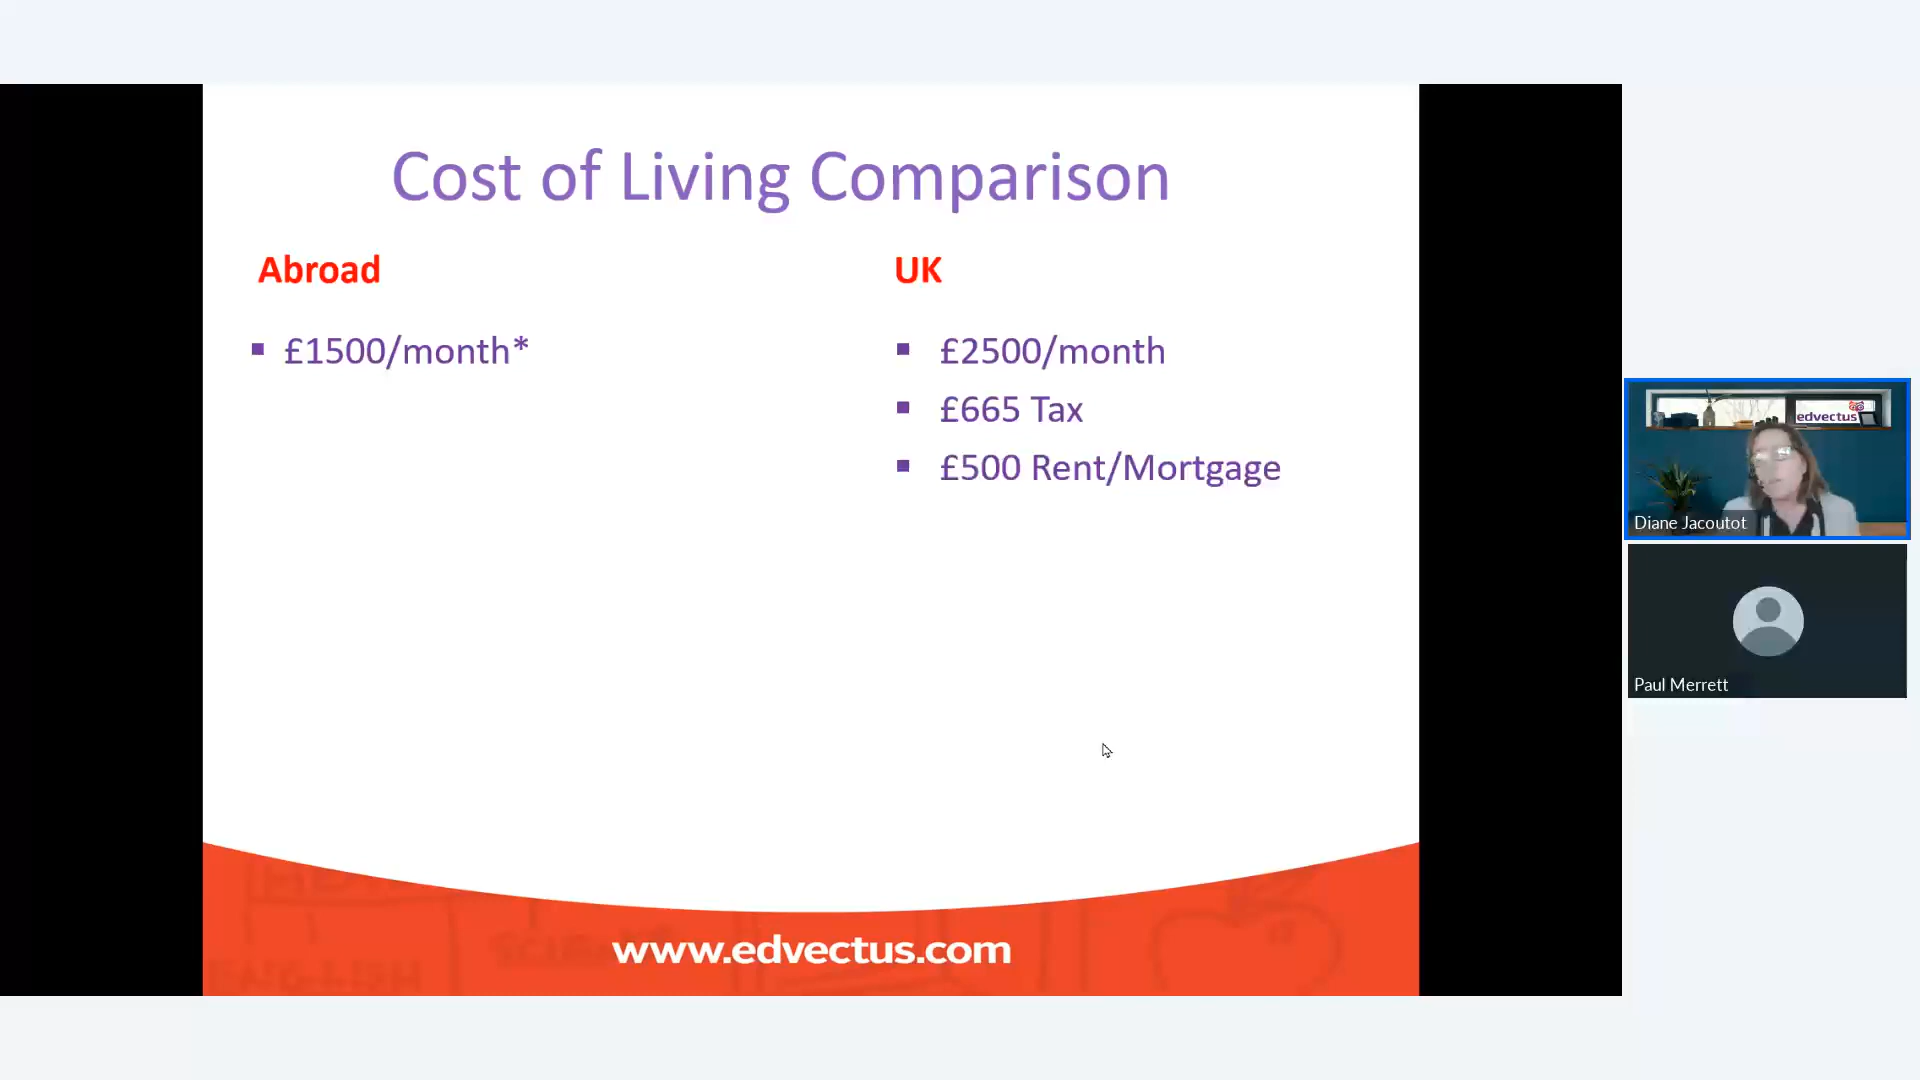 Cost of Living Comparison
Abroad
£1500/month*
UK
£2500/month
£665 Tax
£500 Rent/Mortgage
www.edvectus.com
edvectus
Diane Jacoutot
Paul Merrett